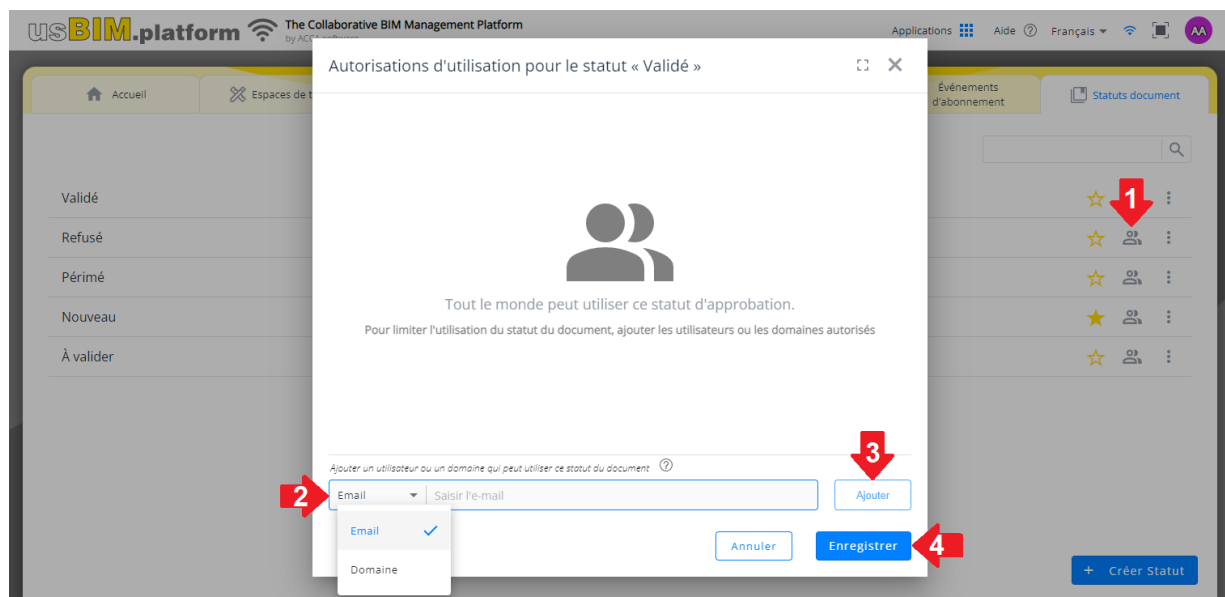 usBIM.platform
The Collaborative BIM Management Platform
by ACCA software
Applications
Aide
Français
AA
Accueil
Espaces de t
Événements
d'abonnement
Statuts document
Autorisations d'utilisation pour le statut « Validé »
Validé
1
Refusé
Périmé
Nouveau
À valider
Tout le monde peut utiliser ce statut d'approbation.
Pour limiter l'utilisation du statut du document, ajouter les utilisateurs ou les domaines autorisés
Ajouter un utilisateur ou un domaine qui peut utiliser ce statut du document
3
2
Email
Saisir l'e-mail
Ajouter
Email
Domaine
Annuler
Enregistrer
4
+ Créer Statut